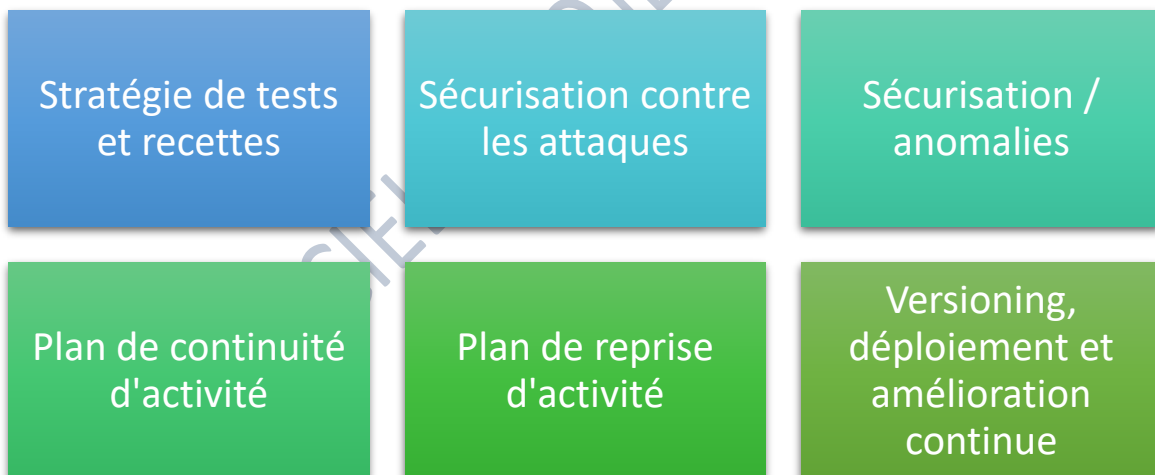 Stratégie de tests
et recettes
Sécurisation contre
les attaques
Sécurisation /
anomalies
Plan de continuité
d'activité
Plan de reprise
d'activité
Versioning,
déploiement et
amélioration
continue